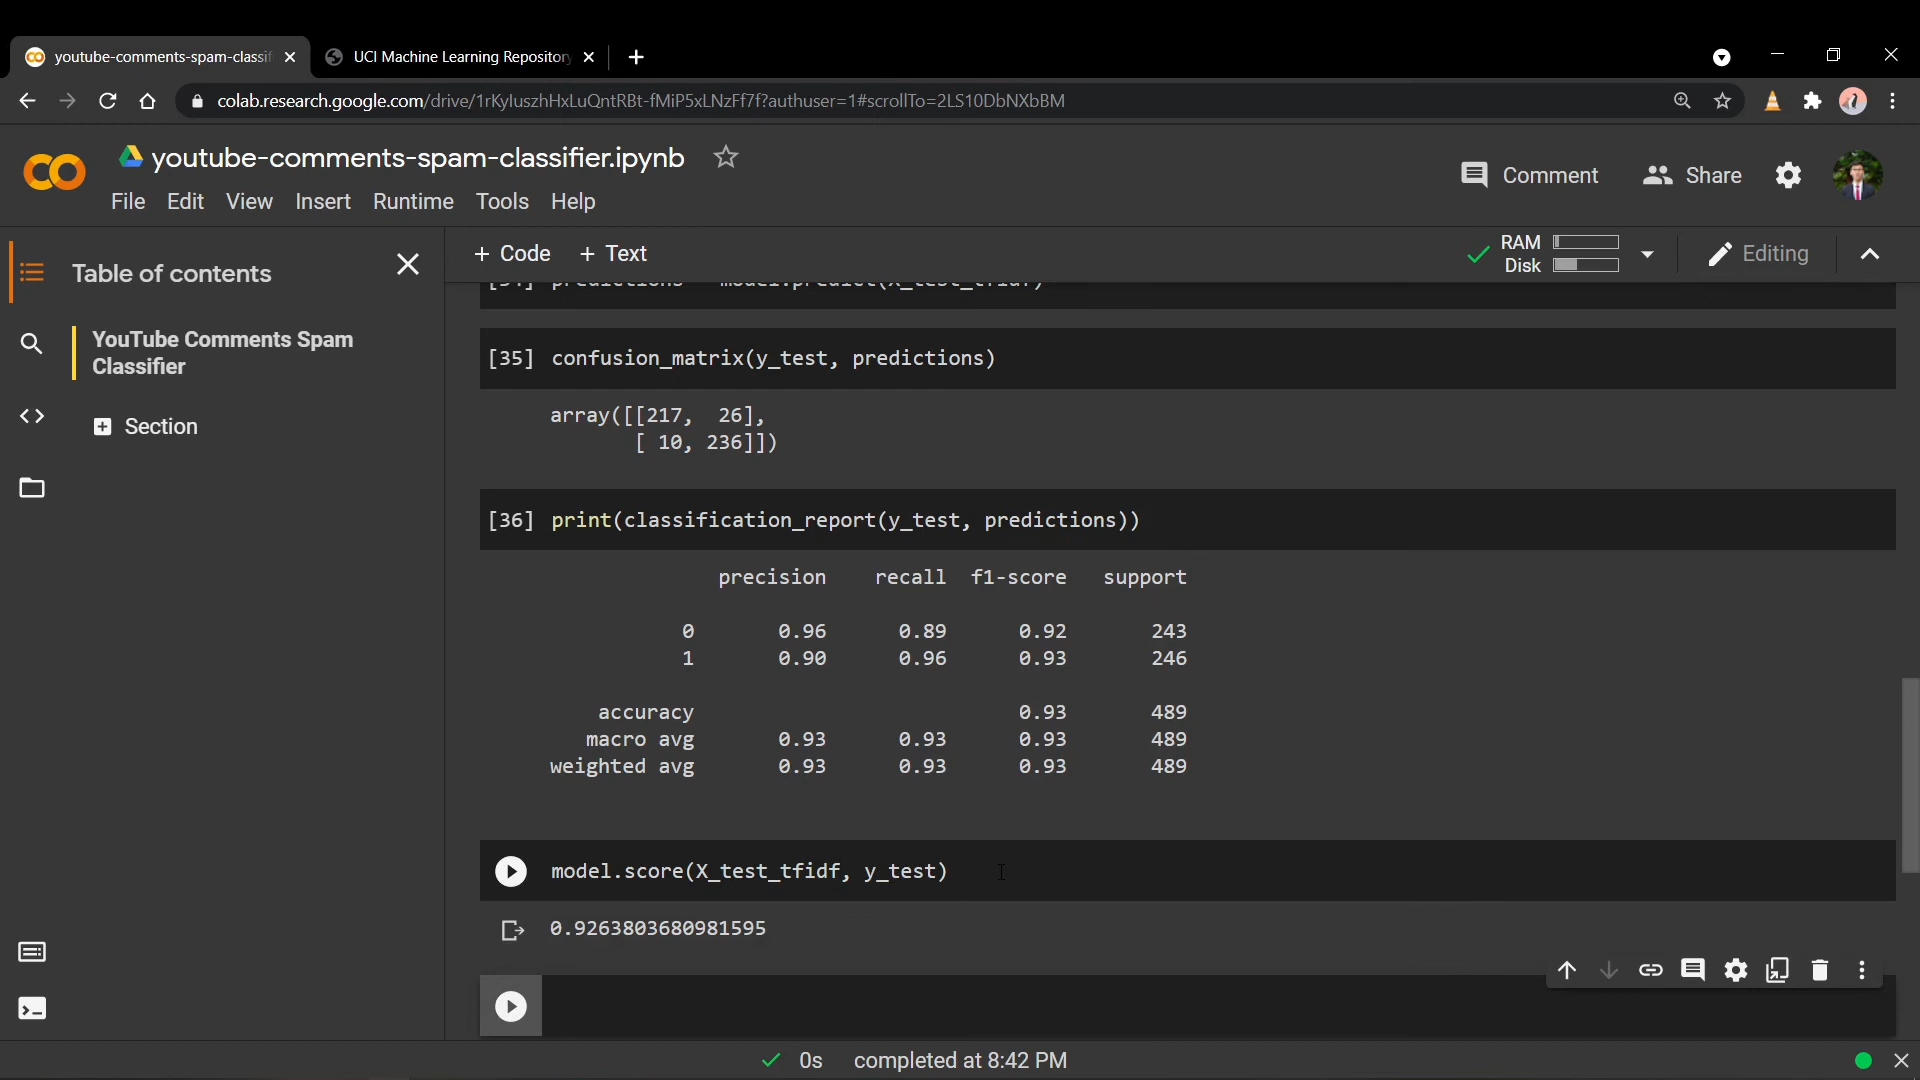 youtube-comments-spam-classif
UCI Machine Learning Repository
colab.research.google.com/drive/1rKyluszhHxLuQntRBt-fMiP5xLNzFf7f?authuser=1#scrollTo=2LS10DbNXbBM
youtube-comments-spam-classifier.ipynb
Comment
Share
File Edit View Insert Runtime Tools Help
+ Code + Text
RAM
Disk
Editing
Table of contents
YouTube Comments Spam
Classifier
Section
[34] predictions = model.predict(X_test_tfidf)
[35] confusion_matrix(y_test, predictions)
array([[217, 26],
[ 10, 236]])
[36] print(classification_report(y_test, predictions))
precision recall f1-score support
0 0.96 0.89 0.92 243
1 0.90 0.96 0.93 246
accuracy 0.93 489
macro avg 0.93 0.93 0.93 489
weighted avg 0.93 0.93 0.93 489
model.score(X_test_tfidf, y_test)
0.9263803680981595
0s completed at 8:42 PM